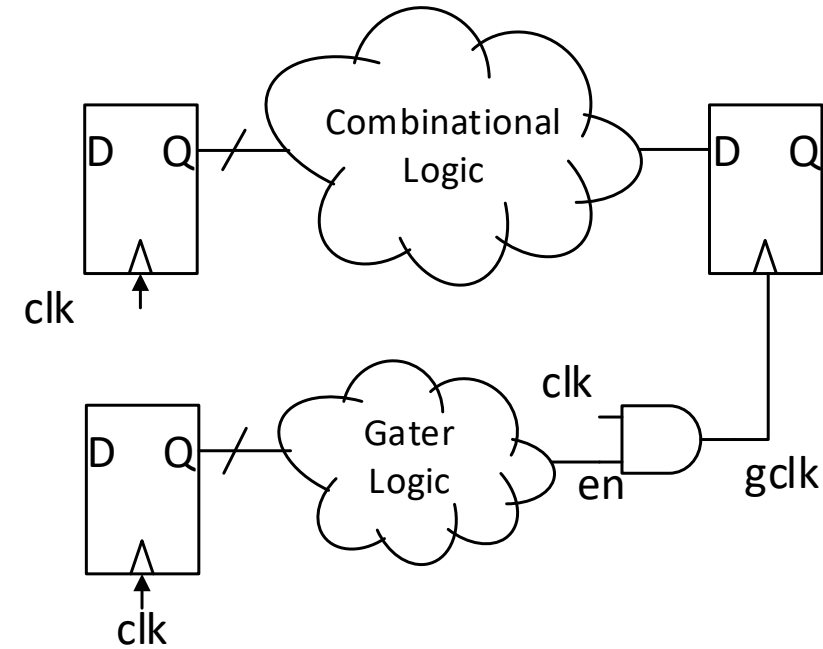 D Q
Combinational
Logic
D Q
clk
clk
D Q
Gater
Logic
en
gclk
clk